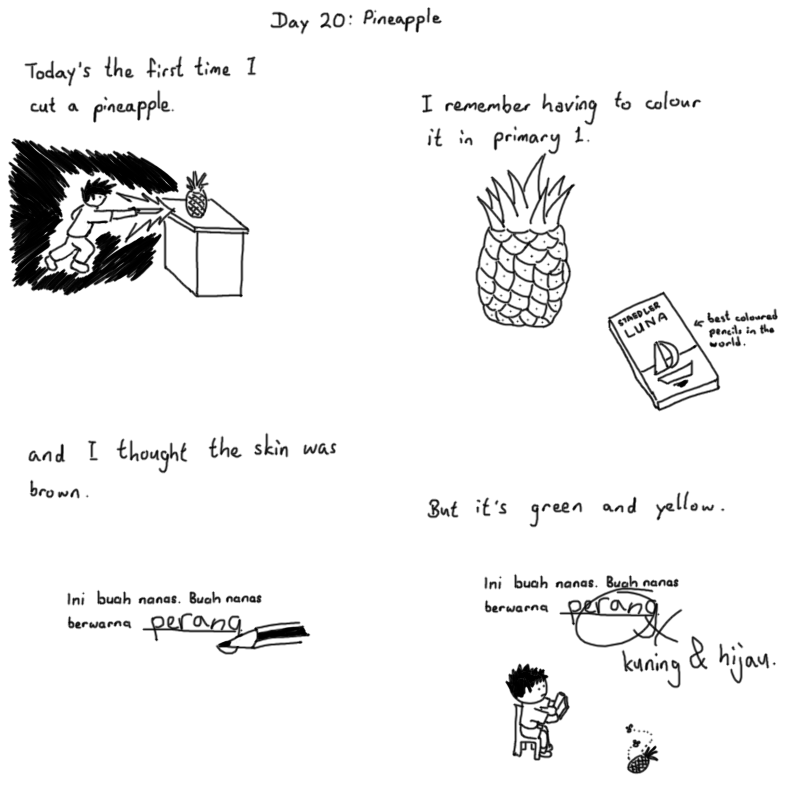 Day 20: Pineapple
Today's the first time I
cut a pineapple.
I remember having to colour
it in primary 1.
STAEDLER
LUNA
best coloured
pencils in the
world.
and I thought the skin was
brown.
Ini buah nanas. Buah nanas
berwarna perang
But it's green and yellow.
Ini buah nanas. Buah nanas
berwarna perang
kuning & hijau.